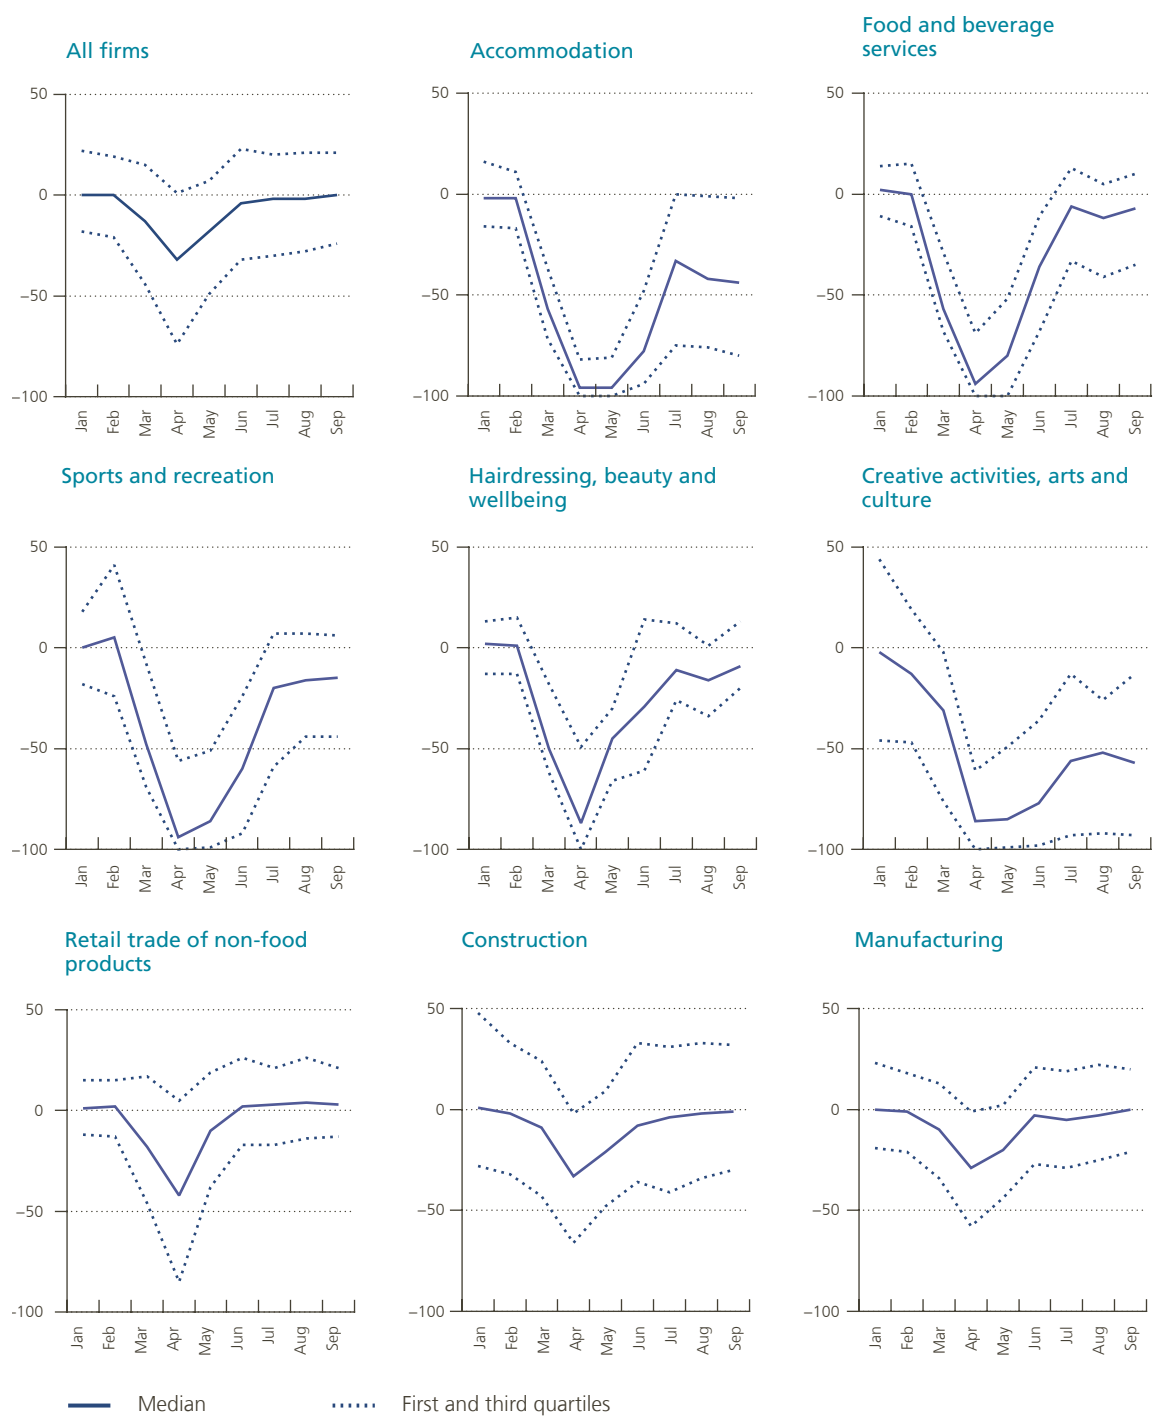 All firms
50
0
−50
−100
Jan
Feb
Mar
Apr
May
Jun
Jul
Aug
Sep
Accommodation
50
0
−50
−100
Jan
Feb
Mar
Apr
May
Jun
Jul
Aug
Sep
Food and beverage
services
50
0
−50
−100
Jan
Feb
Mar
Apr
May
Jun
Jul
Aug
Sep
Sports and recreation
50
0
−50
−100
Jan
Feb
Mar
Apr
May
Jun
Jul
Aug
Sep
Hairdressing, beauty and
wellbeing
50
0
−50
−100
Jan
Feb
Mar
Apr
May
Jun
Jul
Aug
Sep
Creative activities, arts and
culture
50
0
−50
−100
Jan
Feb
Mar
Apr
May
Jun
Jul
Aug
Sep
Retail trade of non-food
products
50
0
−50
-100
Jan
Feb
Mar
Apr
May
Jun
Jul
Aug
Sep
Construction
50
0
−50
−100
Jan
Feb
Mar
Apr
May
Jun
Jul
Aug
Sep
Manufacturing
50
0
−50
−100
Jan
Feb
Mar
Apr
May
Jun
Jul
Aug
Sep
Median
First and third quartiles